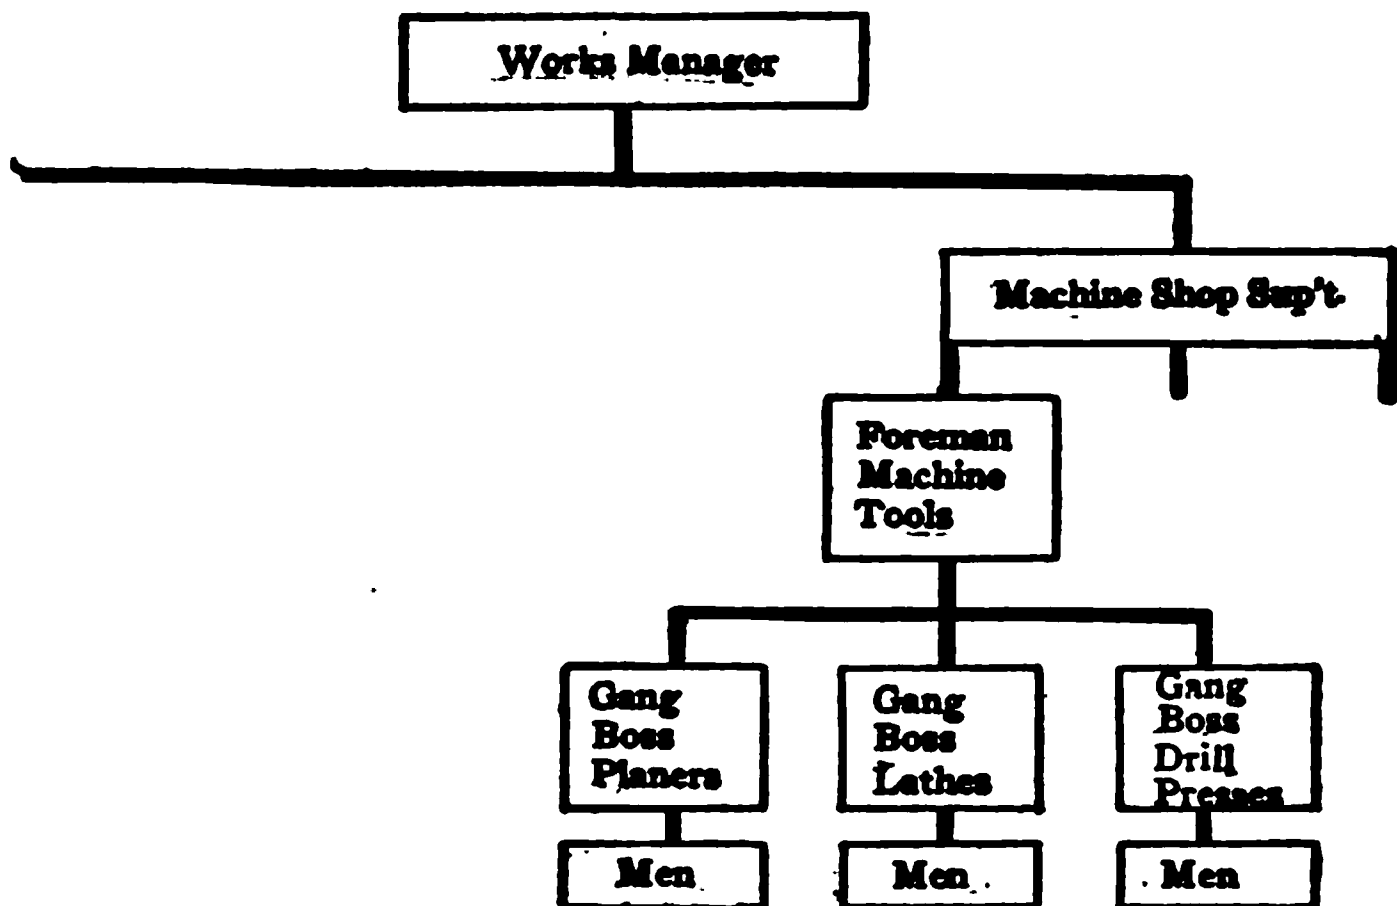 Works Manager
Machine Shop Sup't.
Foreman
Machine
Tools
Gang
Boss
Planers
Gang
Boss
Lathes
Gang
Boss
Drill
Presses
Men
Men
Men